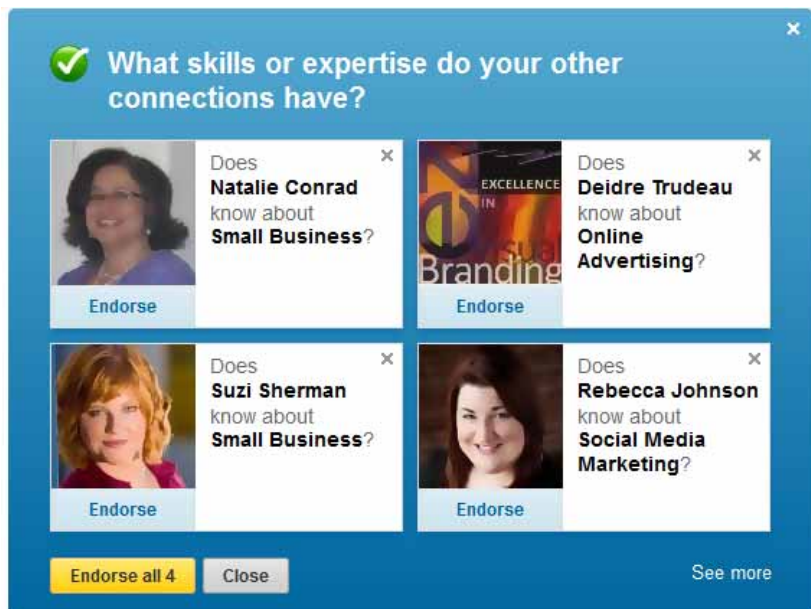 What skills or expertise do your other
connections have?
Does
Natalie Conrad
know about
Small Business?
Endorse
EXCELLENCE
IN
Branding
Does
Deidre Trudeau
know about
Online
Advertising?
Endorse
Does
Suzi Sherman
know about
Small Business?
Endorse
Does
Rebecca Johnson
know about
Social Media
Marketing?
Endorse
Endorse all 4
Close
See more